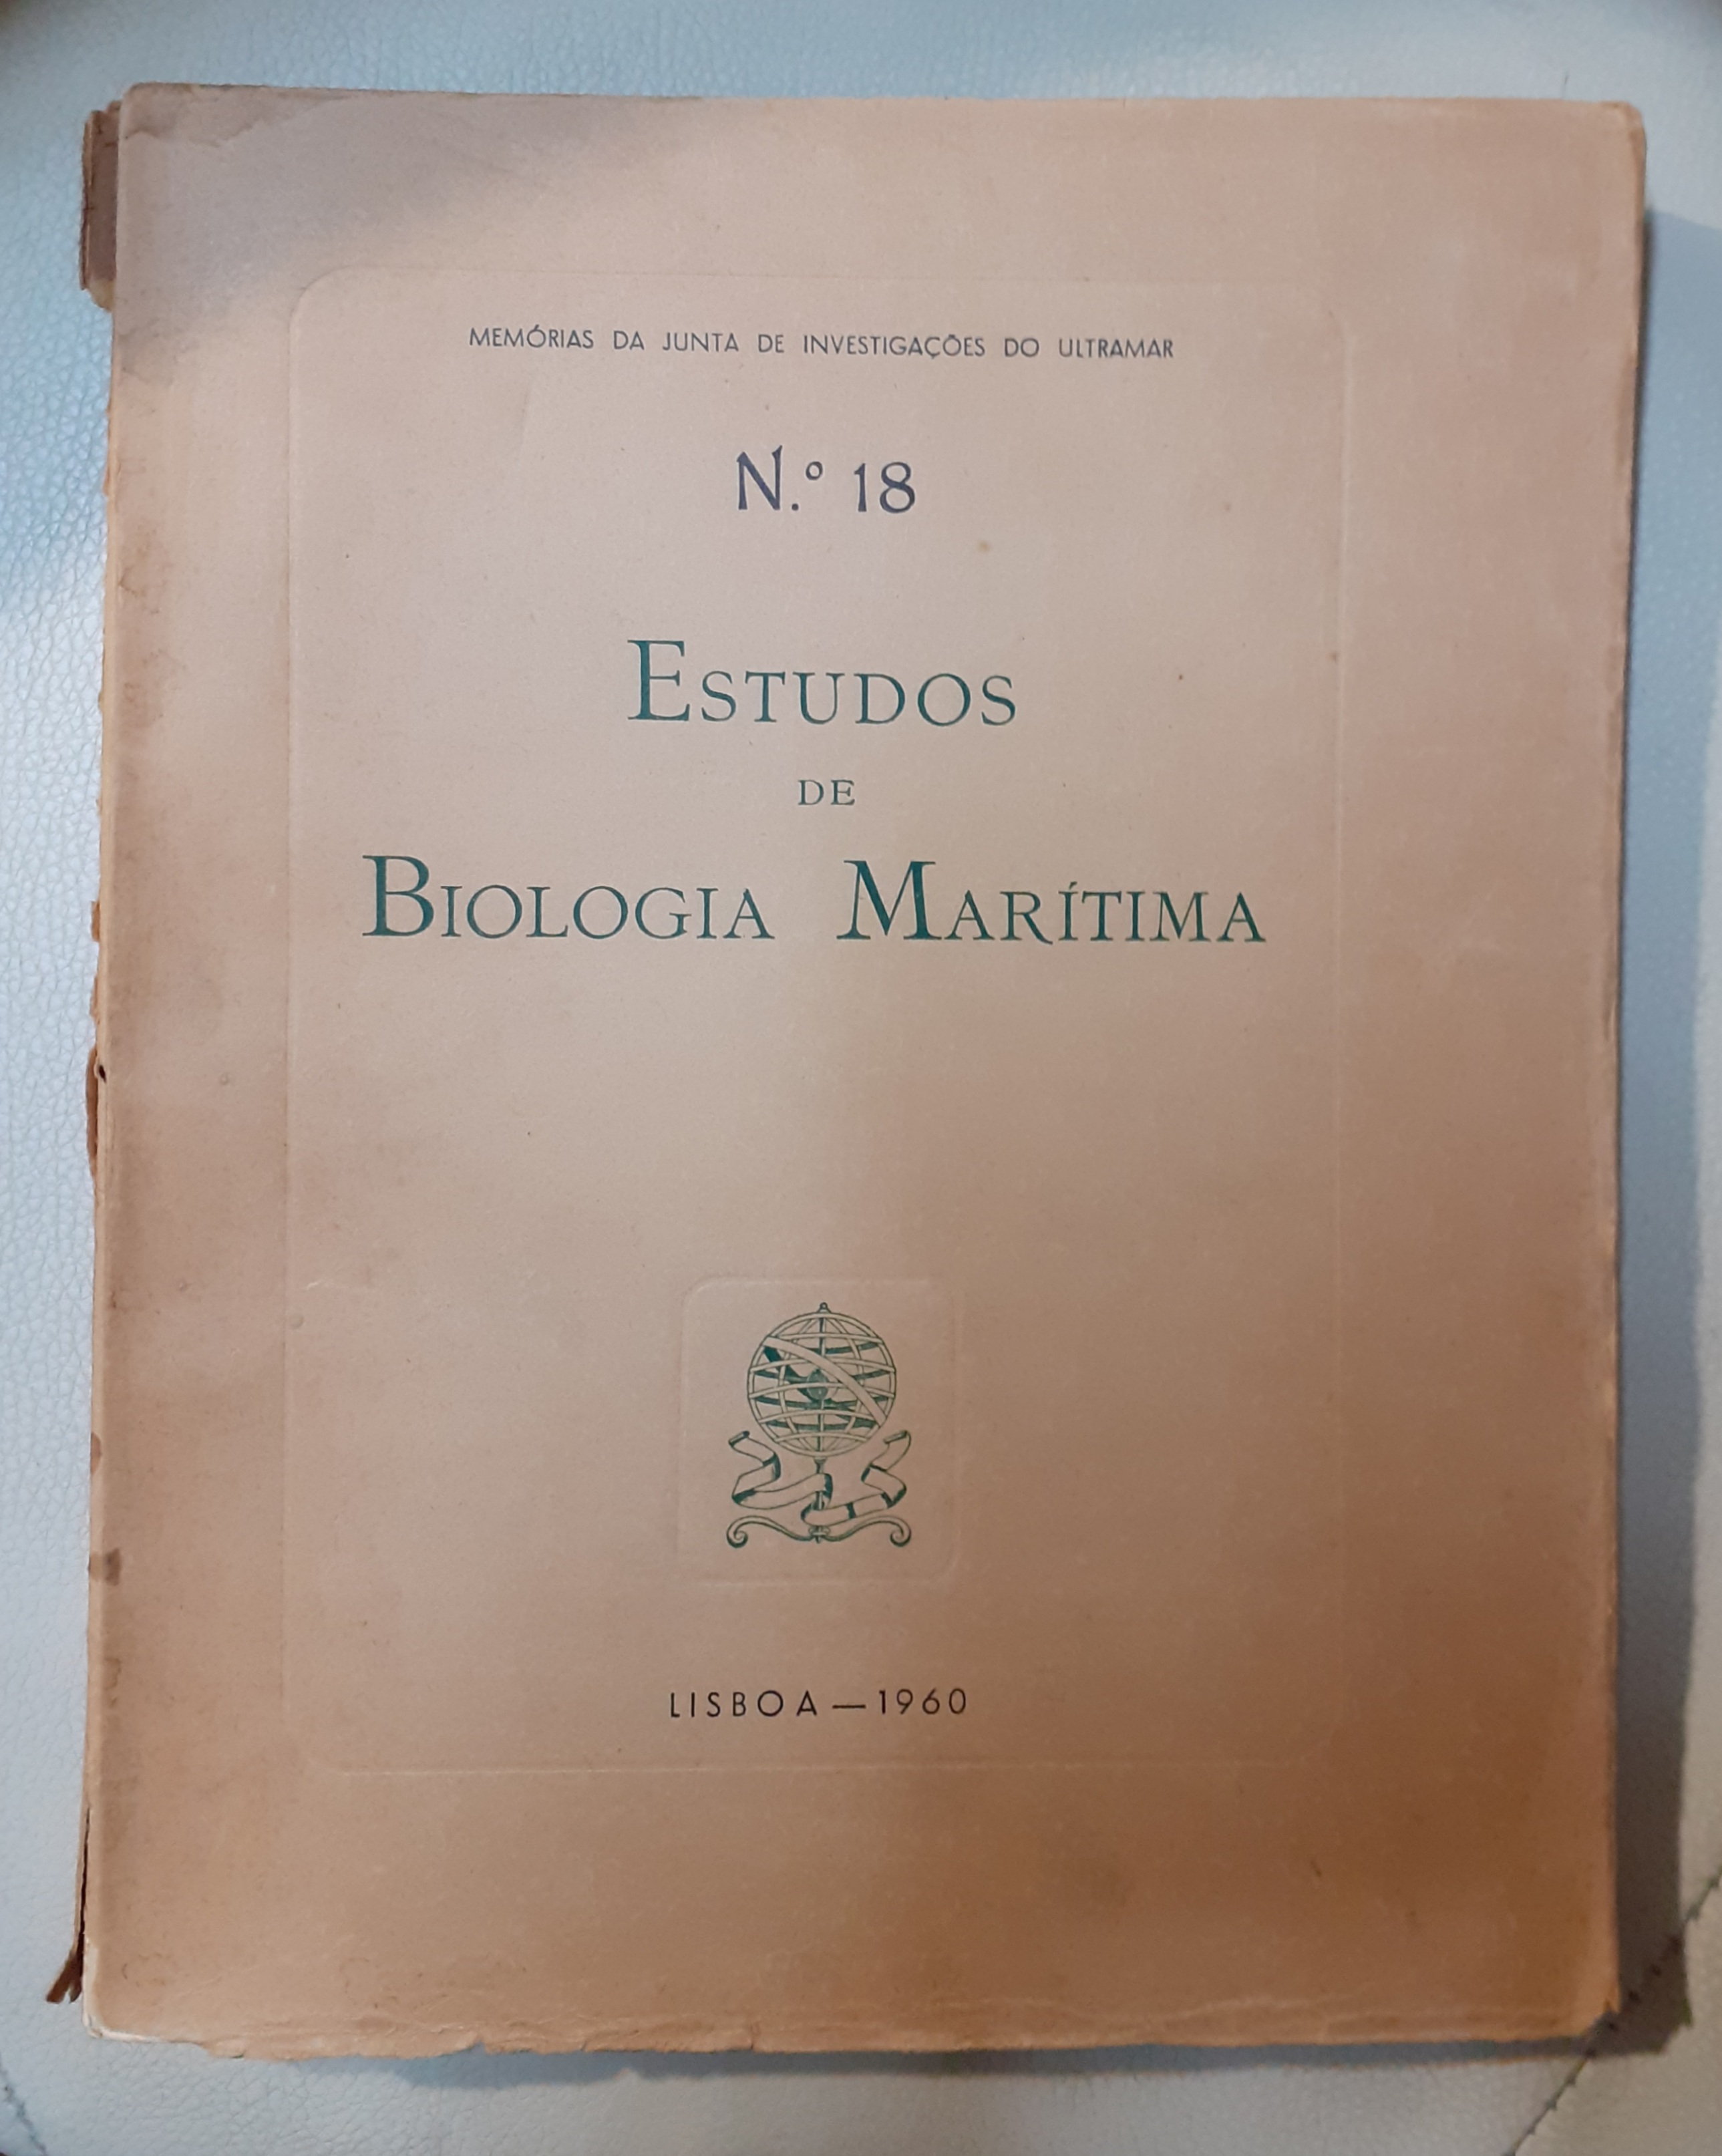 MEMÓRIAS DA JUNTA DE INVESTIGAÇÕES DO ULTRAMAR
N.º 18
ESTUDOS
DE
BIOLOGIA MARÍTIMA
LISBOA — 1960